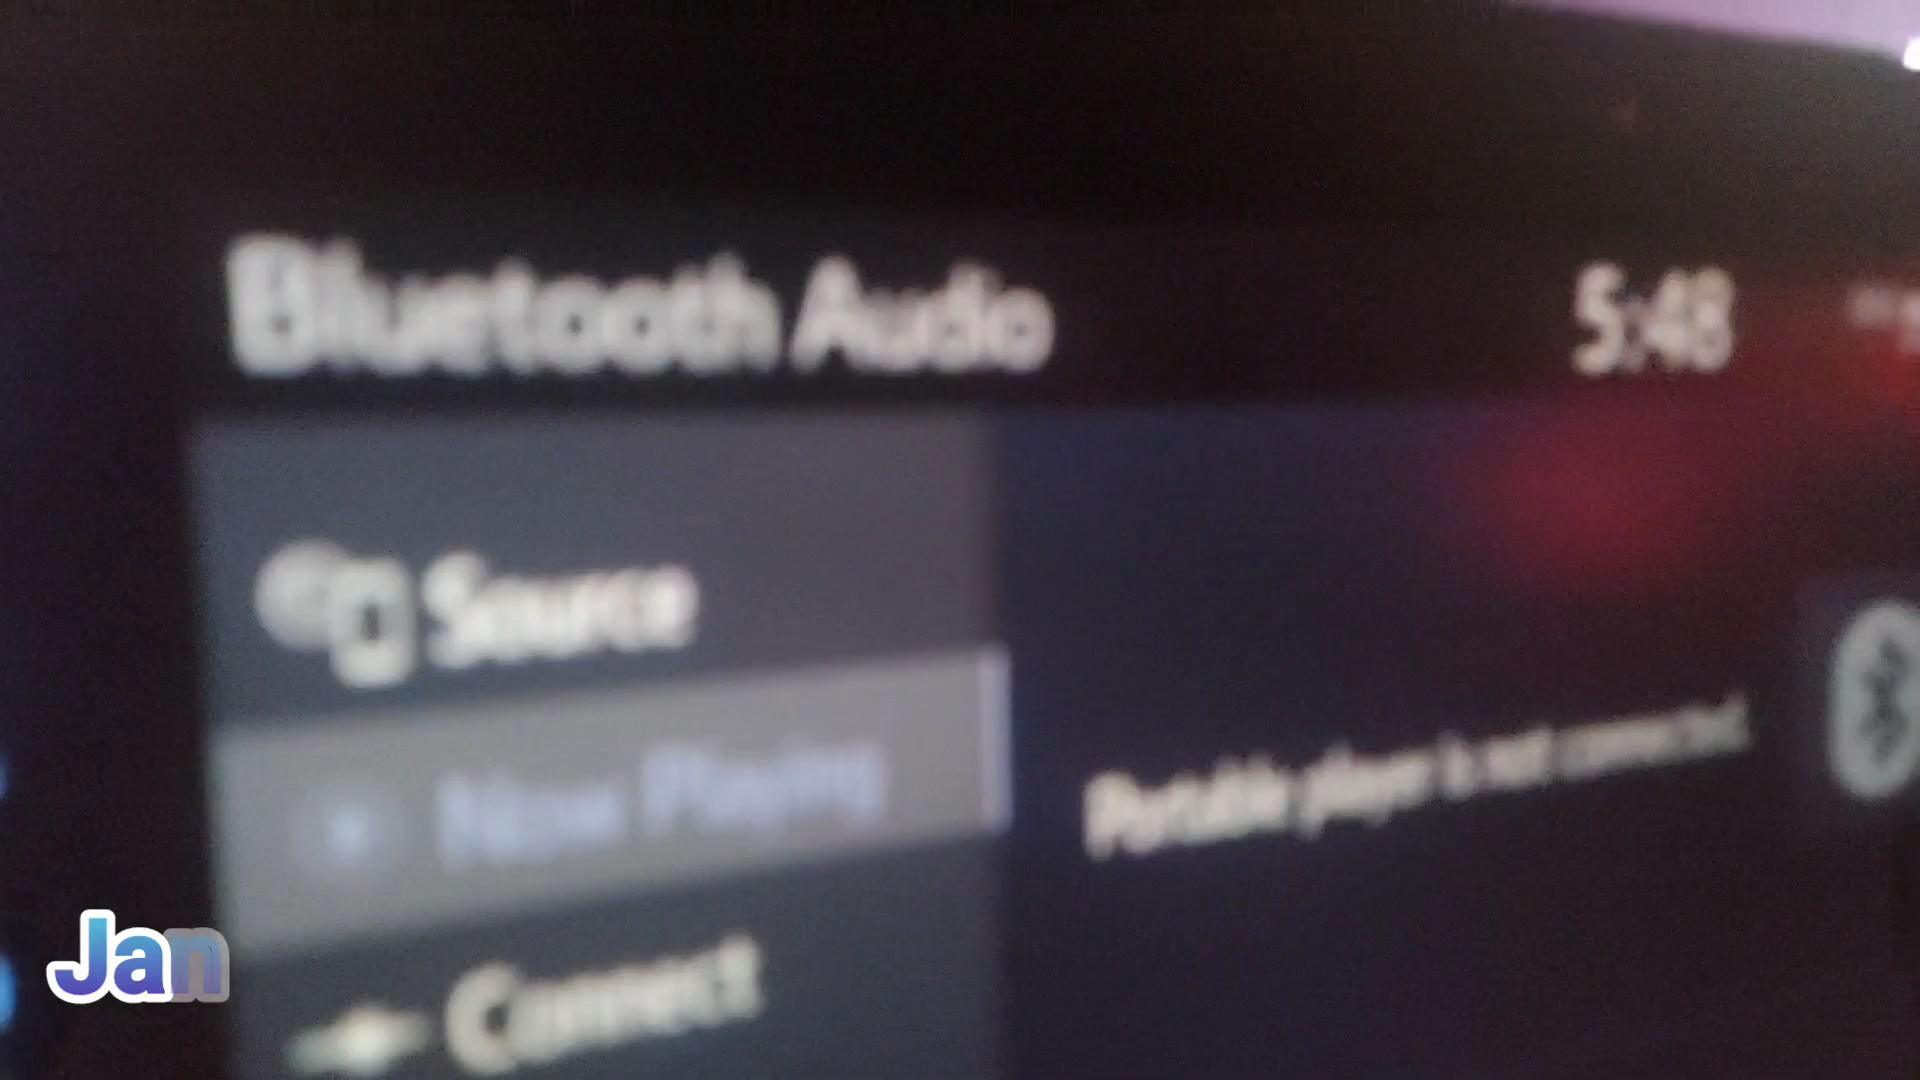 Bluetooth Audio
5:48
Source
Now Playing
Portable player is not connected
Connect
Jan